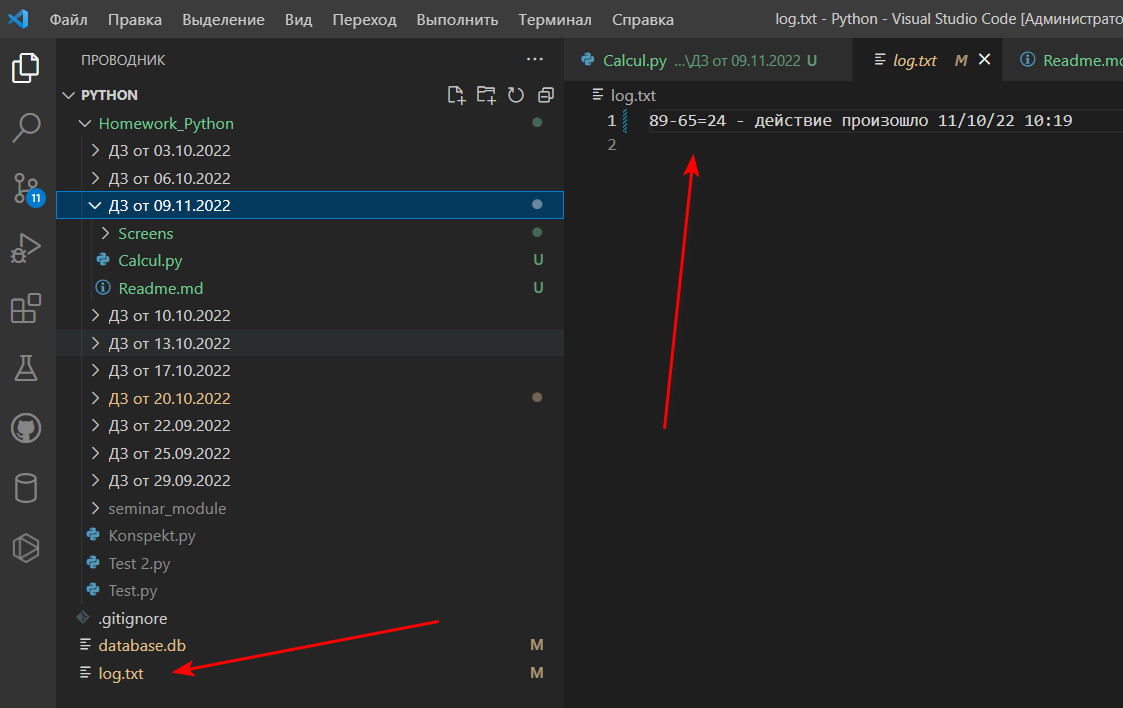 Файл Правка Выделение Вид Переход Выполнить Терминал Справка log.txt - Python - Visual Studio Code [Администрато
ПРОВОДНИК ...
PYTHON
Homework_Python
ДЗ от 03.10.2022
ДЗ от 06.10.2022
11
ДЗ от 09.11.2022
Screens
Calcul.py U
Readme.md U
ДЗ от 10.10.2022
ДЗ от 13.10.2022
ДЗ от 17.10.2022
ДЗ от 20.10.2022
ДЗ от 22.09.2022
ДЗ от 25.09.2022
ДЗ от 29.09.2022
seminar_module
Konspekt.py
Test 2.py
Test.py
.gitignore
database.db M
log.txt M
Calcul.py ...\ДЗ от 09.11.2022 U log.txt M Readme.md
log.txt
1 89-65=24 - действие произошло 11/10/22 10:19
2